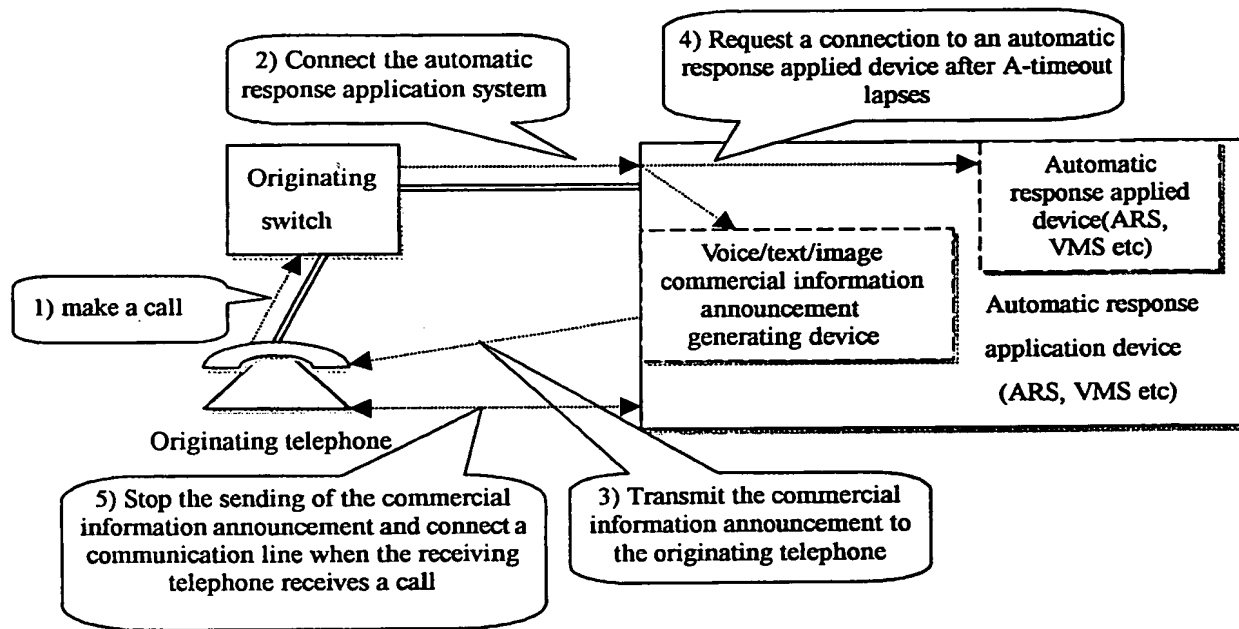 2) Connect the automatic
response application system
4) Request a connection to an automatic
response applied device after A-timeout
lapses
Originating
switch
Automatic
response applied
device(ARS,
VMS etc)
Voice/text/image
commercial information
announcement
generating device
1) make a call
Automatic response
application device
(ARS, VMS etc)
Originating telephone
5) Stop the sending of the commercial
information announcement and connect a
communication line when the receiving
telephone receives a call
3) Transmit the commercial
information announcement to
the originating telephone